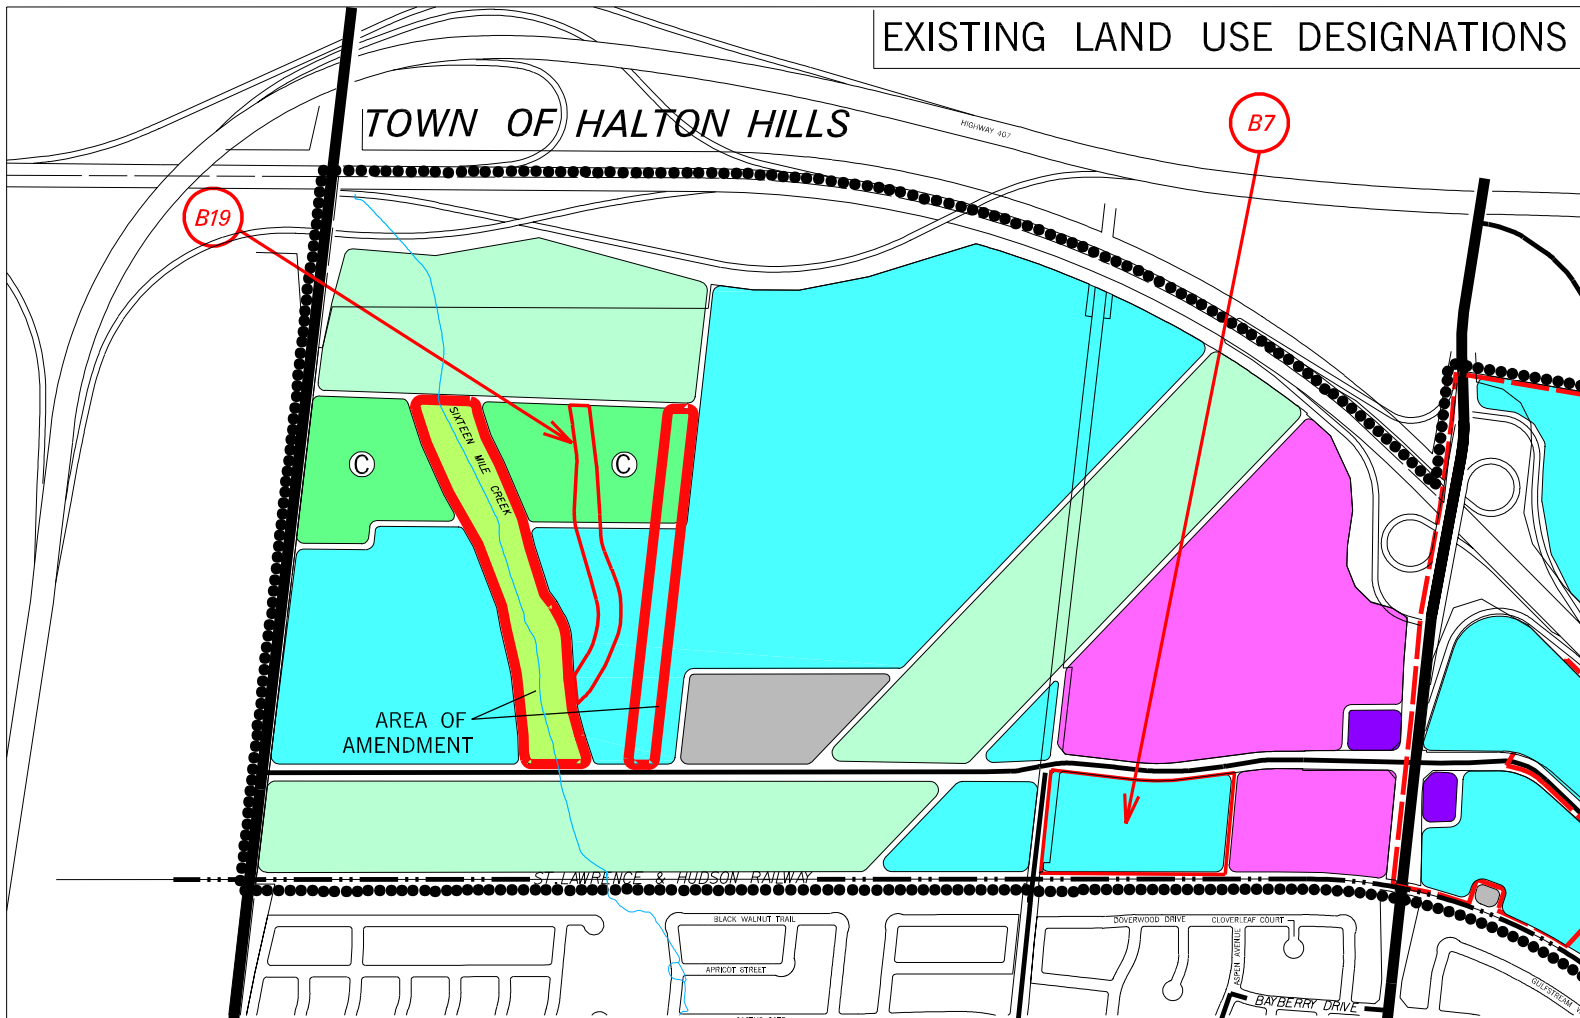 EXISTING LAND USE DESIGNATIONS
TOWN OF HALTON HILLS
HIGHWAY 407
B7
B19
SIXTEEN MILE CREEK
C
C
AREA OF
AMENDMENT
ST. LAWRENCE & HUDSON RAILWAY
BLACK WALNUT TRAIL
DOVERWOOD DRIVE
CLOVERLEAF COURT
APRICOT STREET
ASPEN AVENUE
BAYBERRY DRIVE
GULFSTREAM